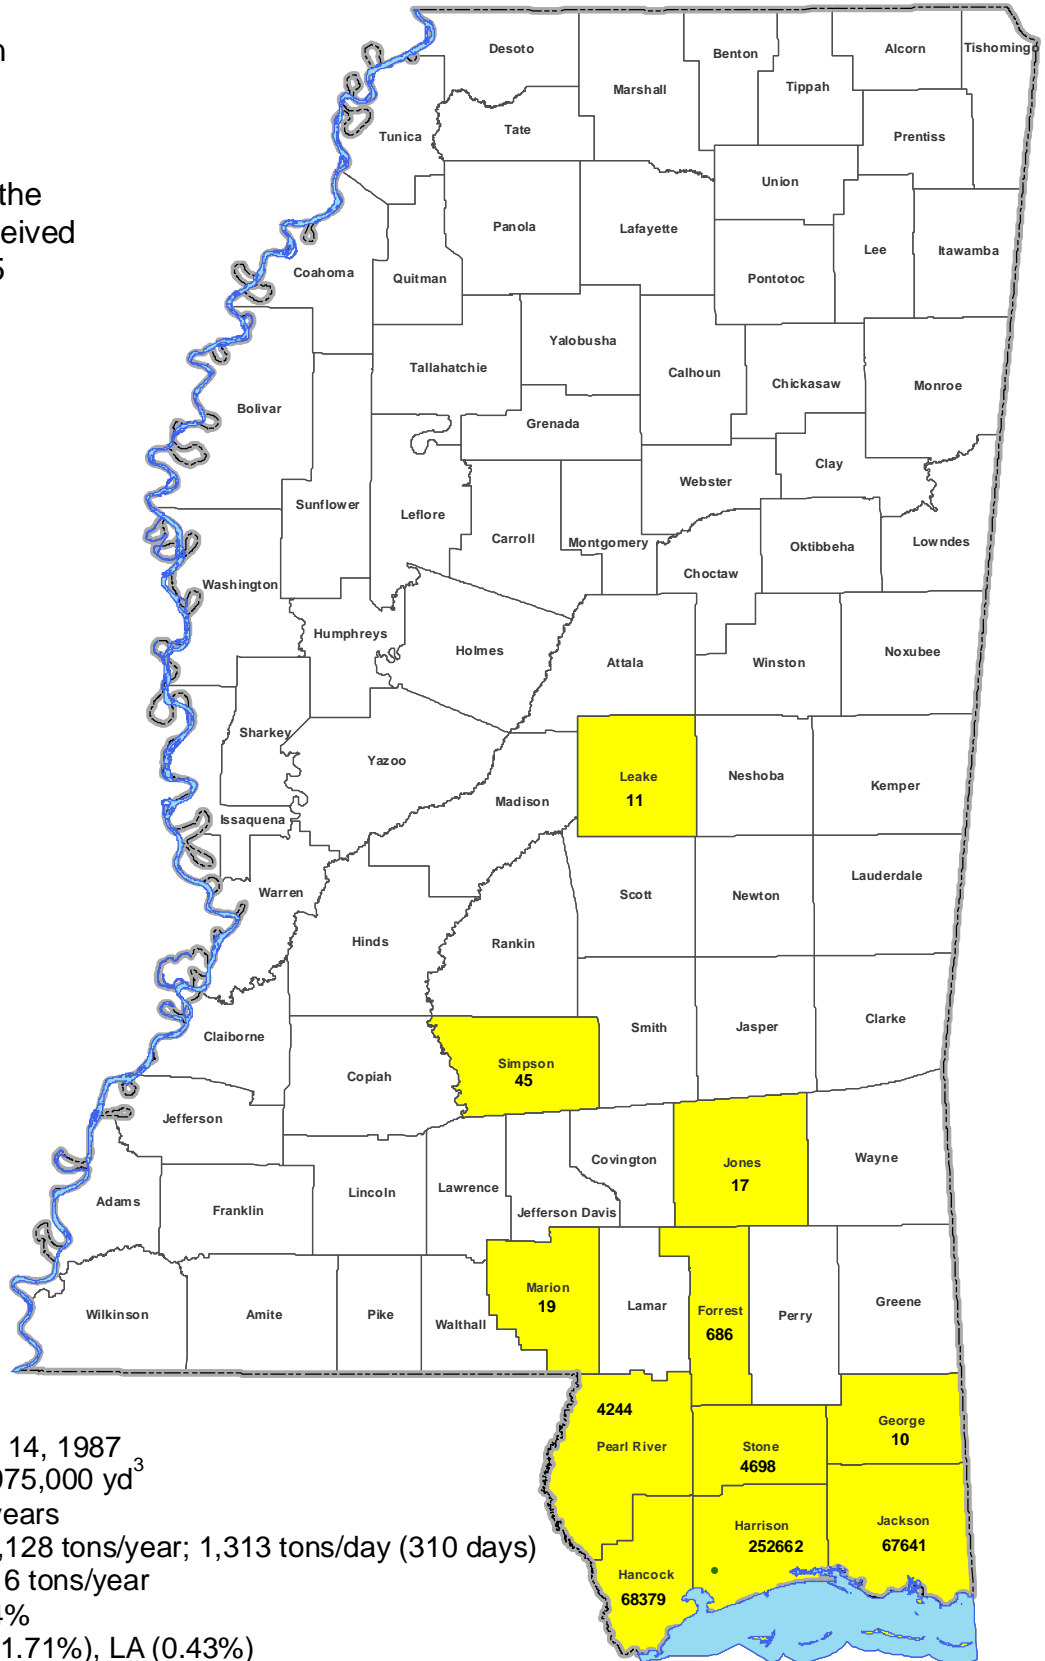 n
the
eived
5
Desoto
Benton
Alcorn
Tishomingo
Marshall
Tippah
Tunica
Tate
Prentiss
Union
Panola
Lafayette
Lee
Itawamba
Coahoma
Quitman
Pontotoc
Yalobusha
Tallahatchie
Calhoun
Chickasaw
Monroe
Bolivar
Grenada
Clay
Webster
Sunflower
Leflore
Carroll
Montgomery
Oktibbeha
Lowndes
Choctaw
Washington
Humphreys
Holmes
Attala
Winston
Noxubee
Sharkey
Yazoo
Leake
11
Neshoba
Kemper
Madison
Issaquena
Warren
Scott
Newton
Lauderdale
Hinds
Rankin
Claiborne
Smith
Jasper
Clarke
Simpson
45
Copiah
Jefferson
Covington
Jones
17
Wayne
Adams
Franklin
Lincoln
Lawrence
Jefferson Davis
Marion
19
Lamar
Forrest
686
Perry
Greene
Wilkinson
Amite
Pike
Walthall
4244
Pearl River
Stone
4698
George
10
Harrison
252662
Jackson
67641
Hancock
68379
14, 1987
075,000 yd³
years
,128 tons/year; 1,313 tons/day (310 days)
6 tons/year
4%
1.71%), LA (0.43%)